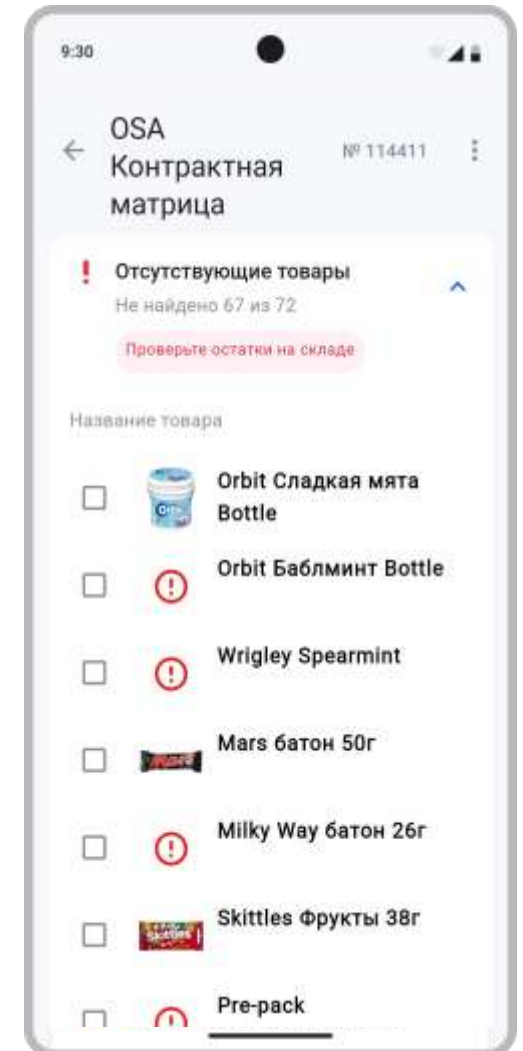 9:30
OSA
Контрактная
матрица
№ 114411
Отсутствующие товары
Не найдено 67 из 72
Проверьте остатки на складе
Название товара
Orbit Сладкая мята
Bottle
Orbit Баблминт Bottle
Wrigley Spearmint
Mars батон 50г
Milky Way батон 26г
Skittles Фрукты 38г
Skittles
Pre-pack